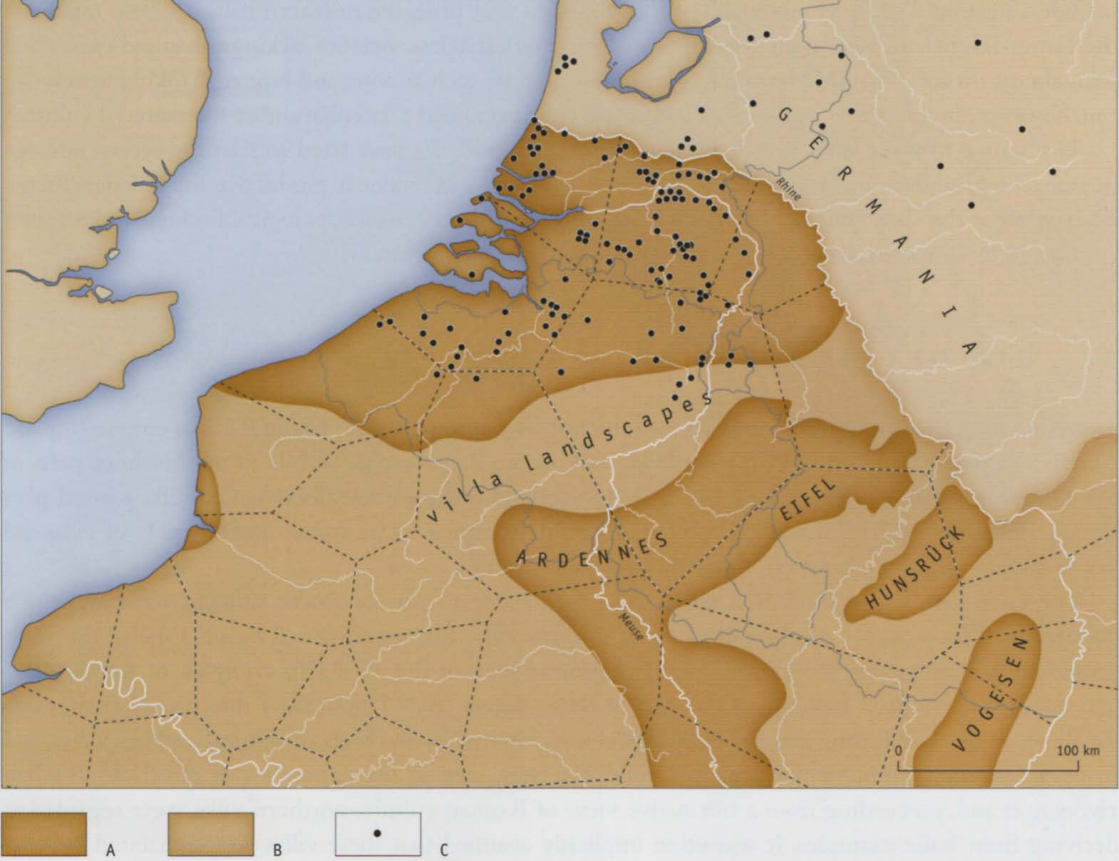 GERMANIA
Rhine
villa landscapes
EIFEL
ARDENNES
HUNSRÜCK
Meuse
VOGESEN
0 100 km
A B C